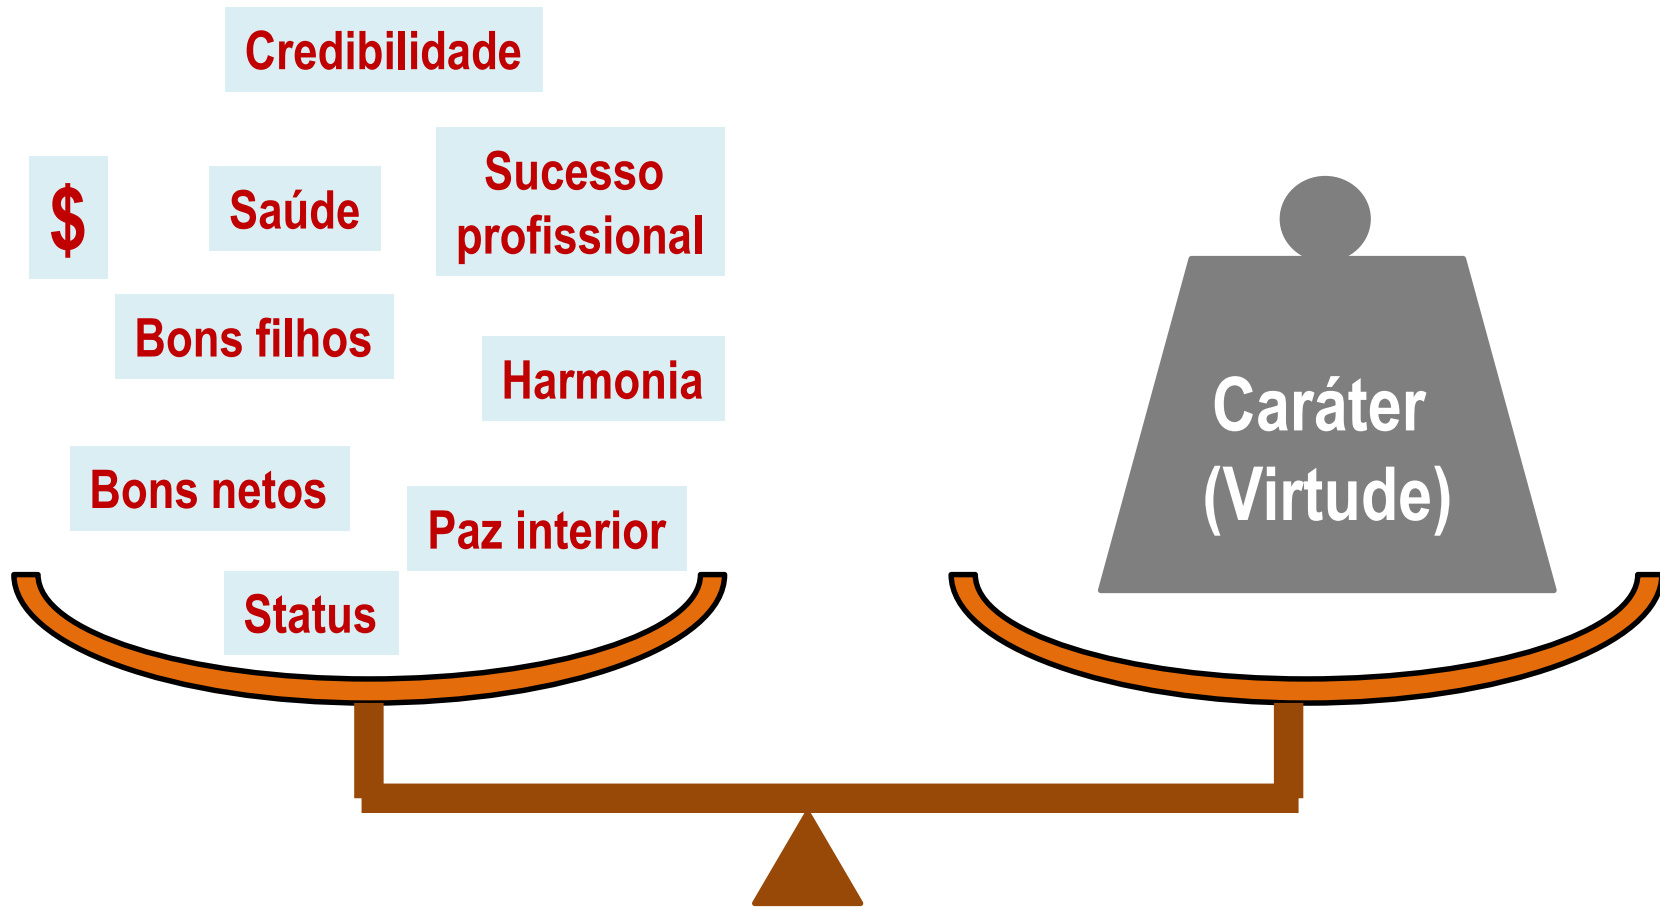 Credibilidade
$
Saúde
Sucesso
profissional
Bons filhos
Harmonia
Bons netos
Paz interior
Status
Caráter
(Virtude)